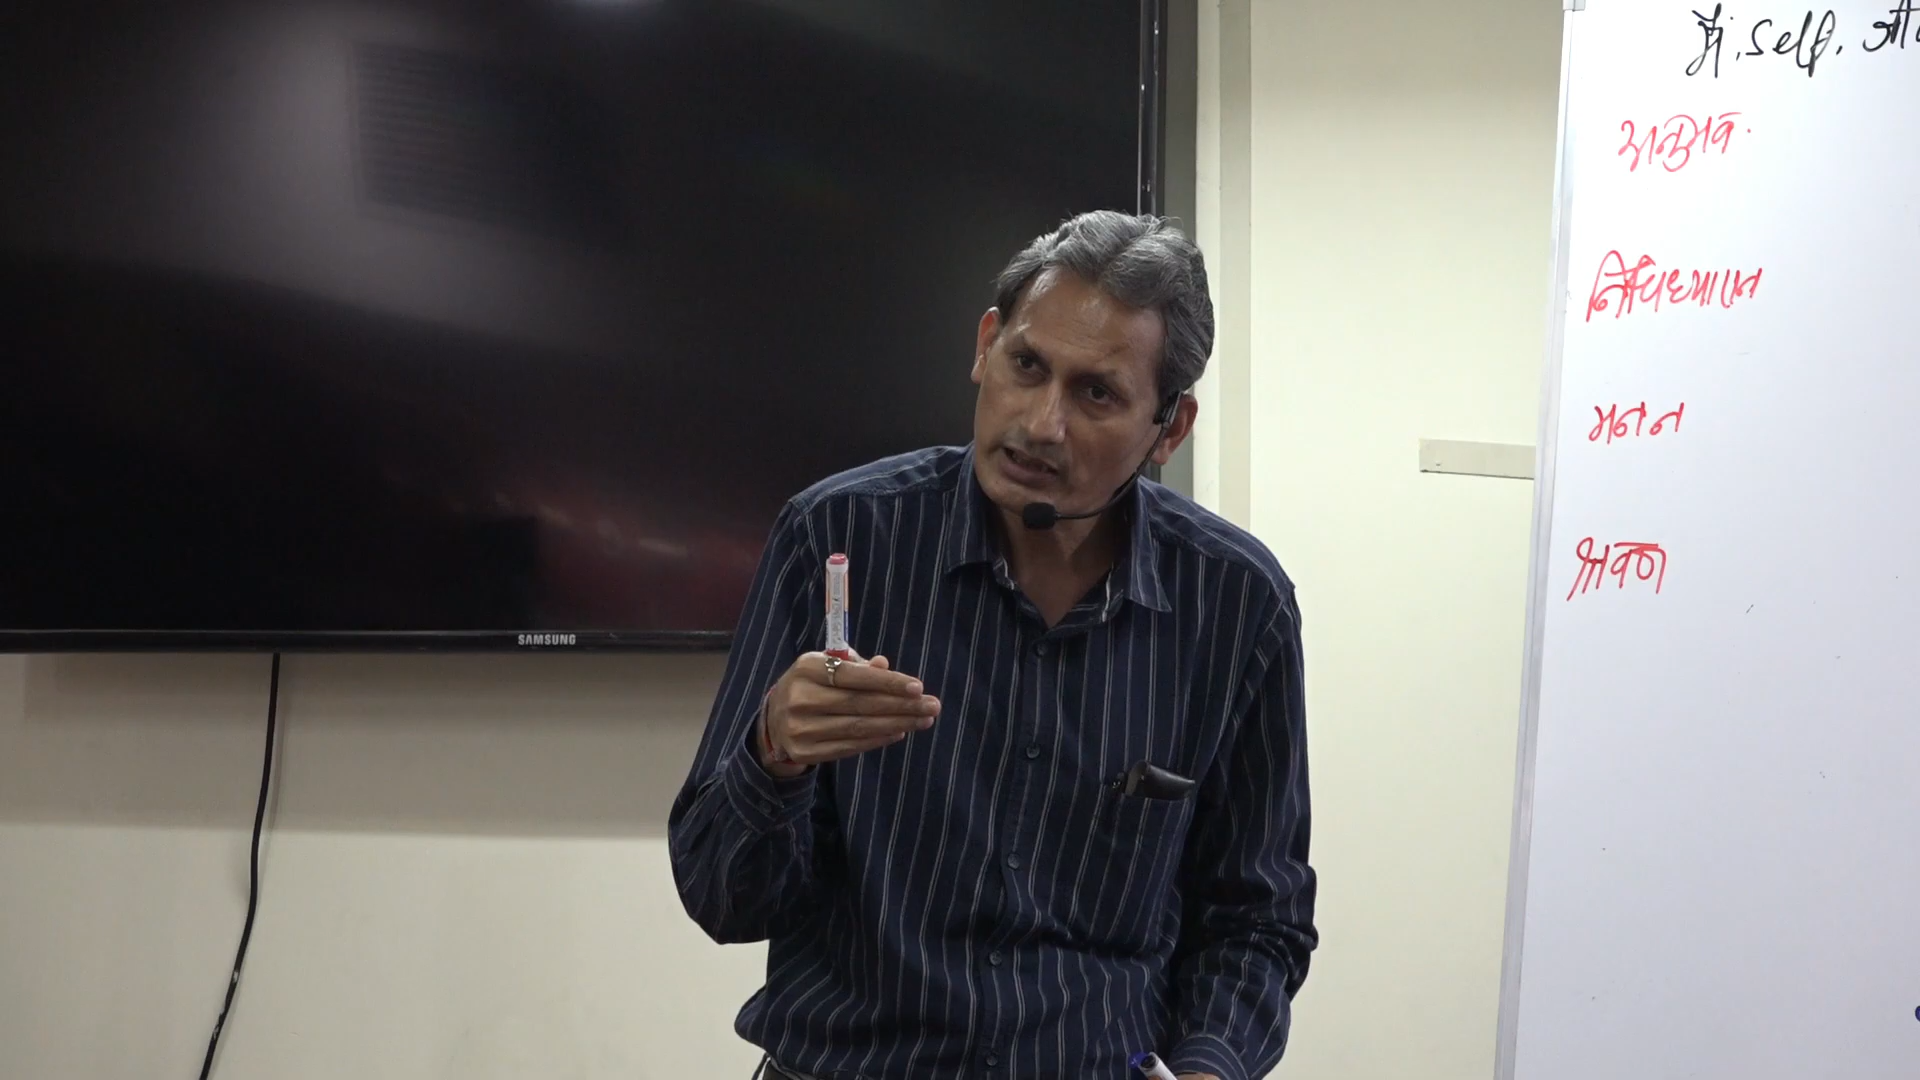 मैं, self, जी
अनुभव.
निदिध्यासन
मनन
श्रवण
SAMSUNG